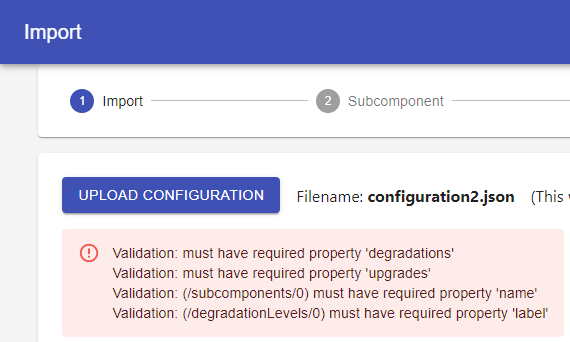 Import
1 Import
2 Subcomponent
UPLOAD CONFIGURATION Filename: configuration2.json (This
Validation: must have required property 'degradations'
Validation: must have required property 'upgrades'
Validation: (/subcomponents/0) must have required property 'name'
Validation: (/degradationLevels/0) must have required property 'label'